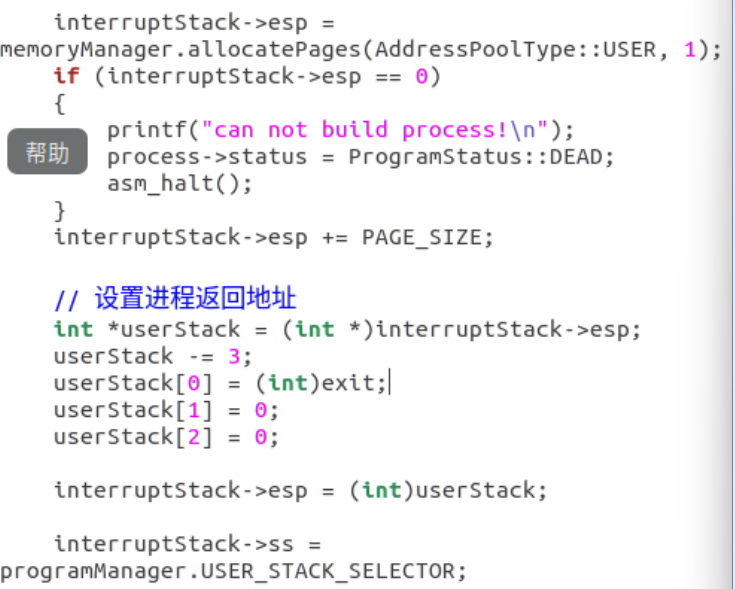 interruptStack->esp =
memoryManager.allocatePages(AddressPoolType::USER, 1);
    if (interruptStack->esp == 0)
    {
        printf("can not build process!\n");
帮助
        process->status = ProgramStatus::DEAD;
        asm_halt();
    }
    interruptStack->esp += PAGE_SIZE;

    // 设置进程返回地址
    int *userStack = (int *)interruptStack->esp;
    userStack -= 3;
    userStack[0] = (int)exit;
    userStack[1] = 0;
    userStack[2] = 0;

    interruptStack->esp = (int)userStack;

    interruptStack->ss =
programManager.USER_STACK_SELECTOR;